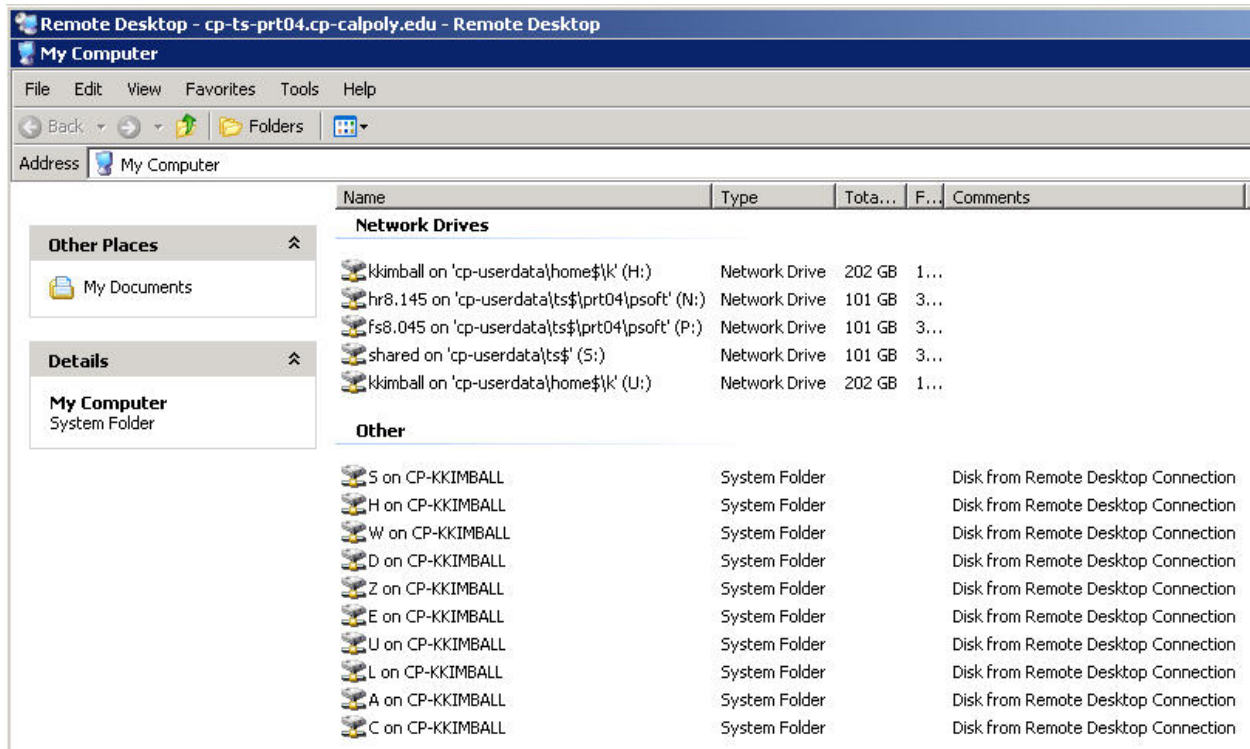 Remote Desktop - cp-ts-prt04.cp-calpoly.edu - Remote Desktop
My Computer
File Edit View Favorites Tools Help
Back Folders
Address My Computer
Name Type Tota... F... Comments
Other Places
My Documents
Details
My Computer
System Folder
Network Drives
kkimball on 'cp-userdata\home$\k' (H:) Network Drive 202 GB 1...
hr8.145 on 'cp-userdata\ts$\prt04\psoft' (N:) Network Drive 101 GB 3...
fs8.045 on 'cp-userdata\ts$\prt04\psoft' (P:) Network Drive 101 GB 3...
shared on 'cp-userdata\ts$' (S:) Network Drive 101 GB 3...
kkimball on 'cp-userdata\home$\k' (U:) Network Drive 202 GB 1...
Other
S on CP-KKIMBALL System Folder Disk from Remote Desktop Connection
H on CP-KKIMBALL System Folder Disk from Remote Desktop Connection
W on CP-KKIMBALL System Folder Disk from Remote Desktop Connection
D on CP-KKIMBALL System Folder Disk from Remote Desktop Connection
Z on CP-KKIMBALL System Folder Disk from Remote Desktop Connection
E on CP-KKIMBALL System Folder Disk from Remote Desktop Connection
U on CP-KKIMBALL System Folder Disk from Remote Desktop Connection
L on CP-KKIMBALL System Folder Disk from Remote Desktop Connection
A on CP-KKIMBALL System Folder Disk from Remote Desktop Connection
C on CP-KKIMBALL System Folder Disk from Remote Desktop Connection